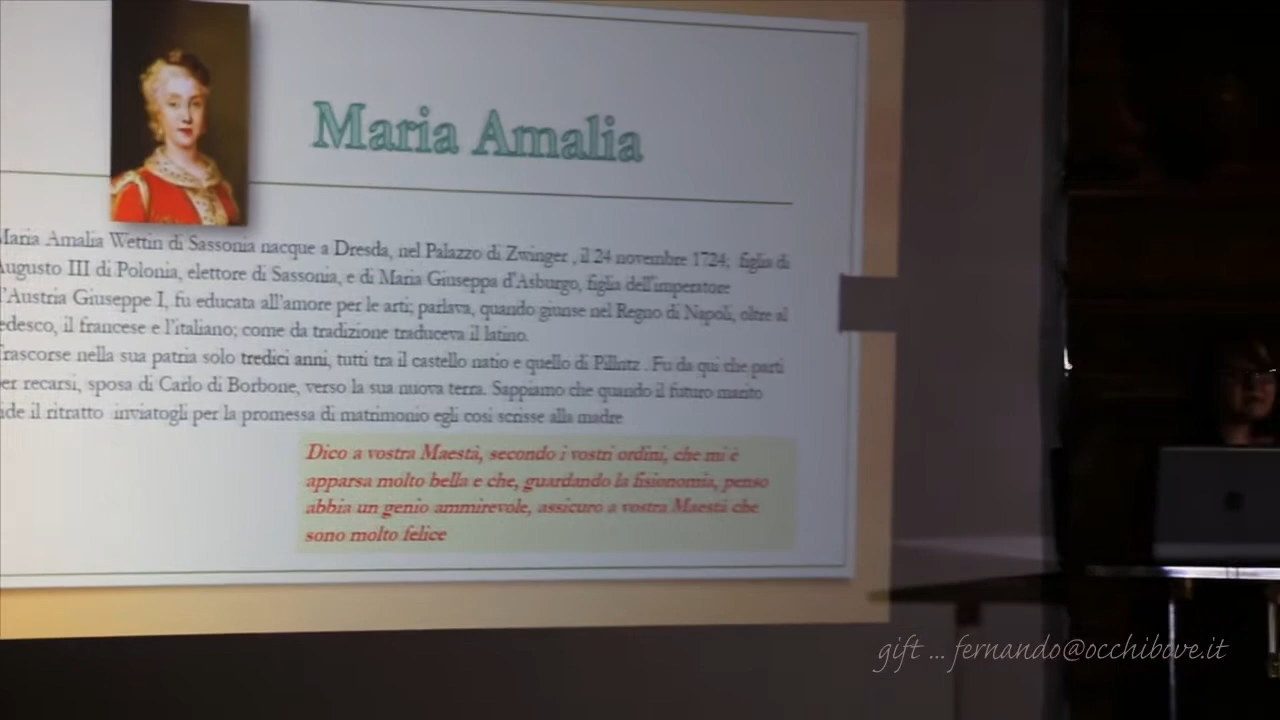 Maria Amalia
Maria Amalia Wettin di Sassonia nacque a Dresda, nel Palazzo di Zwinger , il 24 novembre 1724; figlia di
Augusto III di Polonia, elettore di Sassonia, e di Maria Giuseppa d'Asburgo, figlia dell'imperatore
d'Austria Giuseppe I, fu educata all'amore per le arti; parlava, quando giunse nel Regno di Napoli, oltre al
tedesco, il francese e l'italiano; come da tradizione traduceva il latino.
Trascorse nella sua patria solo tredici anni, tutti tra il castello natio e quello di Pillnitz . Fu da qui che partì
per recarsi, sposa di Carlo di Borbone, verso la sua nuova terra. Sappiamo che quando il futuro marito
vide il ritratto inviatogli per la promessa di matrimonio egli così scrisse alla madre
Dico a vostra Maestà, secondo i vostri ordini, che mi è
apparsa molto bella e che, guardando la fisionomia, penso
abbia un genio ammirevole, assicuro a vostra Maestà che
sono molto felice
gift ... fernando@occhibove.it